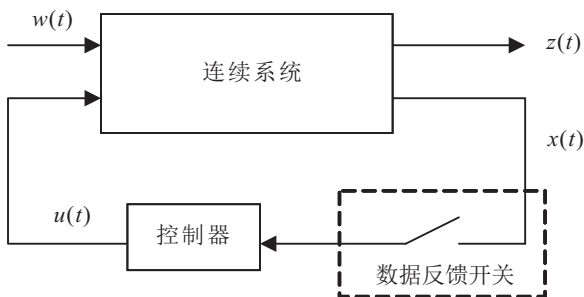 w(t)
连续系统
z(t)
x(t)
u(t)
控制器
数据反馈开关